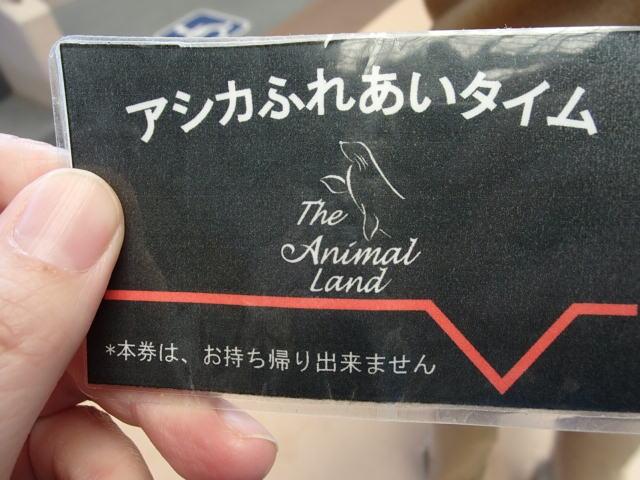 アシカふれあいタイム
The
Animal
Land
*本券は、お持ち帰り出来ません